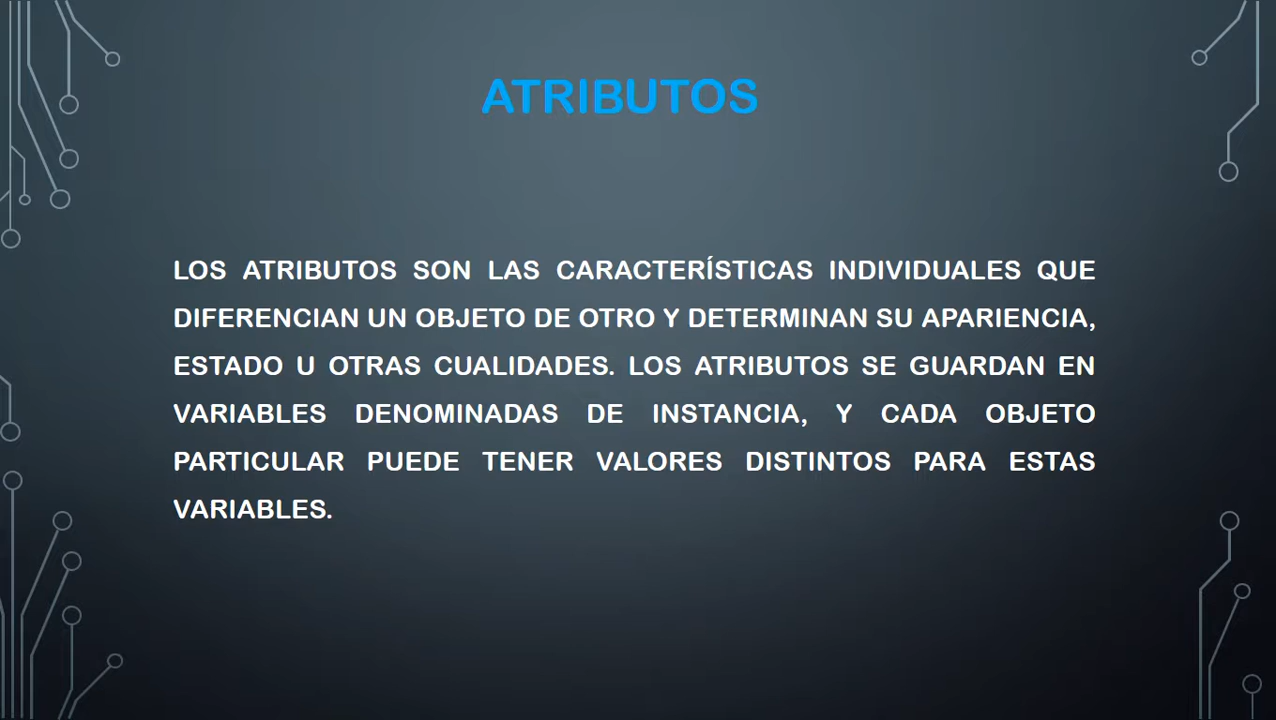 ATRIBUTOS
LOS ATRIBUTOS SON LAS CARACTERÍSTICAS INDIVIDUALES QUE
DIFERENCIAN UN OBJETO DE OTRO Y DETERMINAN SU APARIENCIA,
ESTADO U OTRAS CUALIDADES. LOS ATRIBUTOS SE GUARDAN EN
VARIABLES DENOMINADAS DE INSTANCIA, Y CADA OBJETO
PARTICULAR PUEDE TENER VALORES DISTINTOS PARA ESTAS
VARIABLES.